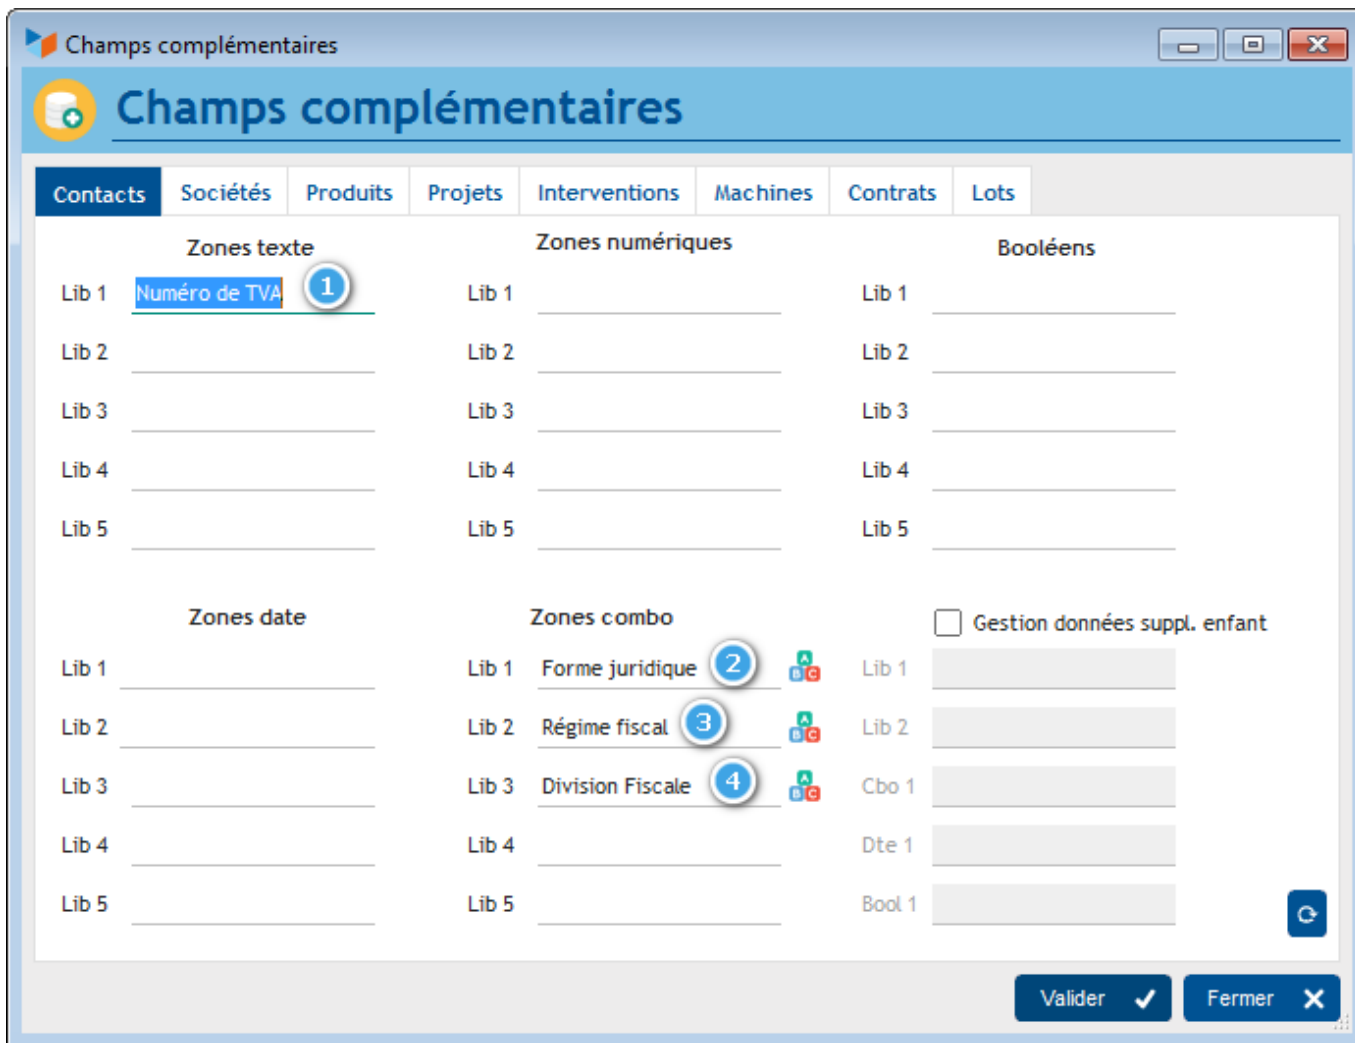 Champs complémentaires
Champs complémentaires
Contacts Sociétés Produits Projets Interventions Machines Contrats Lots
Zones texte Zones numériques Booléens
Lib 1 Numéro de TVA 1 Lib 1 Lib 1
Lib 2 Lib 2 Lib 2
Lib 3 Lib 3 Lib 3
Lib 4 Lib 4 Lib 4
Lib 5 Lib 5 Lib 5
Zones date Zones combo Gestion données suppl. enfant
Lib 1 Lib 1 Forme juridique 2 A B C Lib 1
Lib 2 Lib 2 Régime fiscal 3 A B C Lib 2
Lib 3 Lib 3 Division Fiscale 4 A B C Cbo 1
Lib 4 Lib 4 Dte 1
Lib 5 Lib 5 Bool 1
Valider Fermer